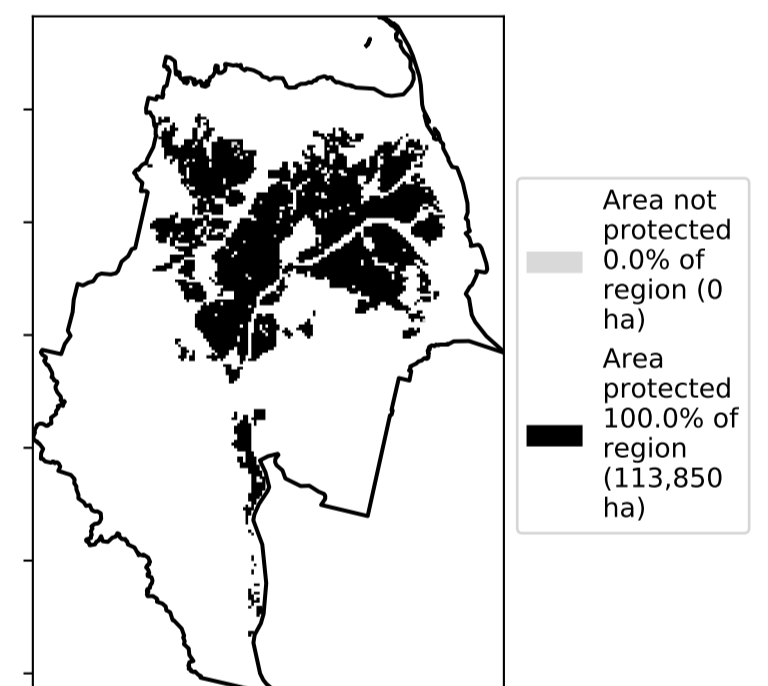 Area not
protected
0.0% of
region (0
ha)
Area
protected
100.0% of
region
(113,850
ha)